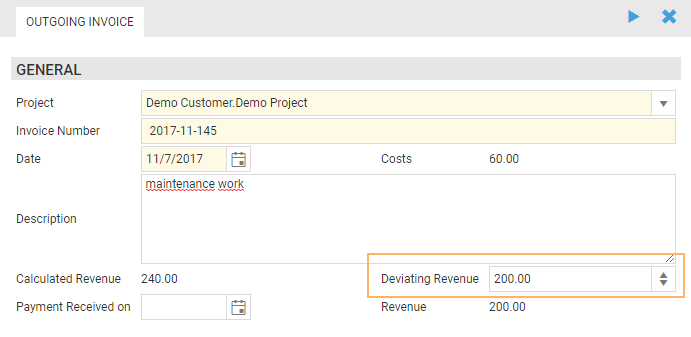 OUTGOING INVOICE
GENERAL
Project Demo Customer.Demo Project
Invoice Number 2017-11-145
Date 11/7/2017 Costs 60.00
maintenance work
Description
Calculated Revenue 240.00 Deviating Revenue 200.00
Payment Received on Revenue 200.00